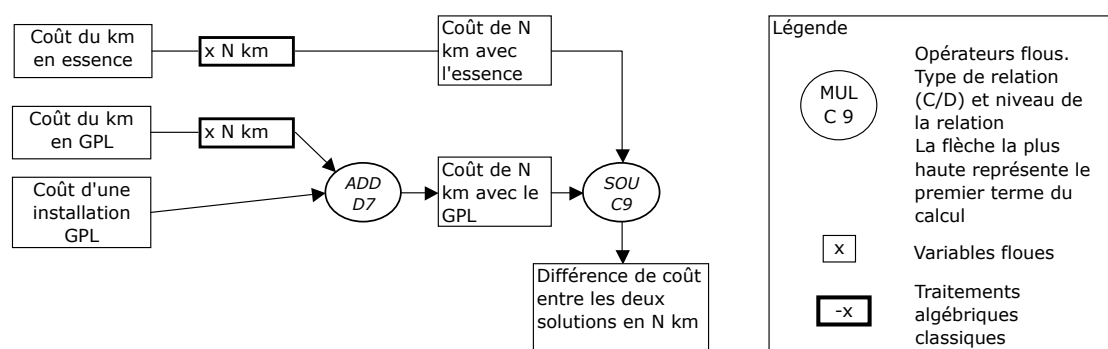 Coût du km
en essence
x N km
Coût de N
km avec
l'essence
Coût du km
en GPL
x N km
Coût d'une
installation
GPL
ADD
D7
Coût de N
km avec le
GPL
SOU
C9
Différence de coût
entre les deux
solutions en N km
Légende
MUL
C 9
Opérateurs flous.
Type de relation
(C/D) et niveau de
la relation
La flèche la plus
haute représente le
premier terme du
calcul
x
Variables floues
-x
Traitements
algébriques
classiques